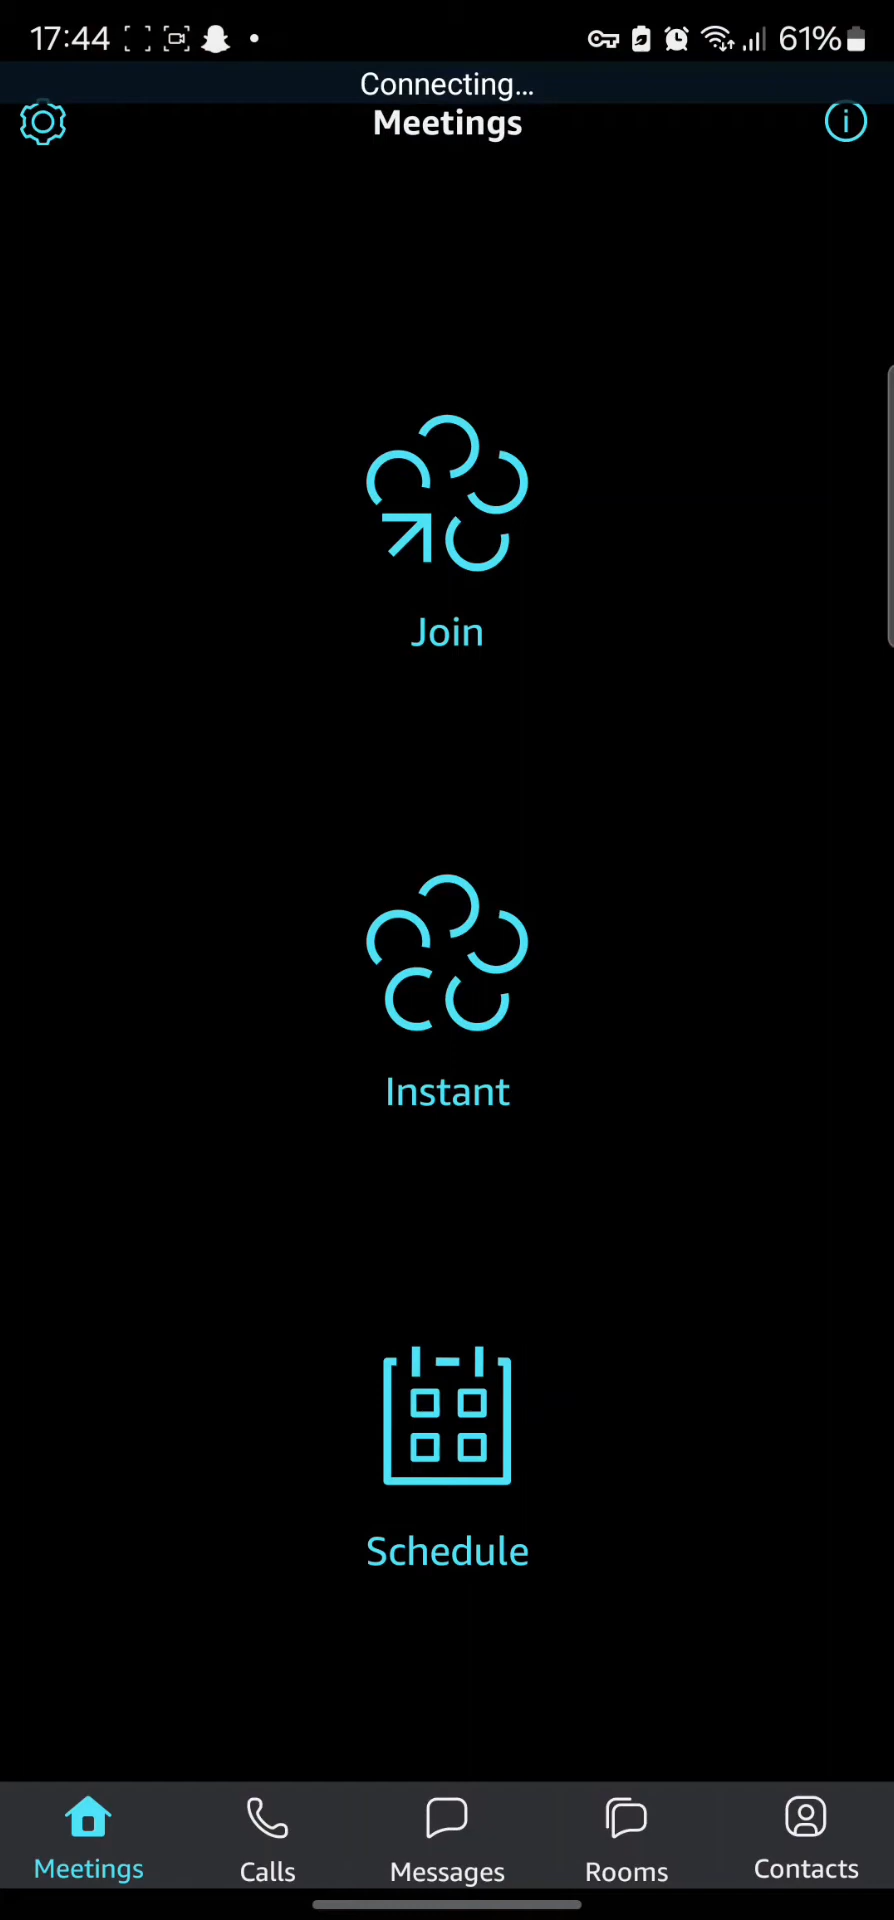 17:44 61%
Connecting...
Meetings
Join
Instant
Schedule
Meetings Calls Messages Rooms Contacts